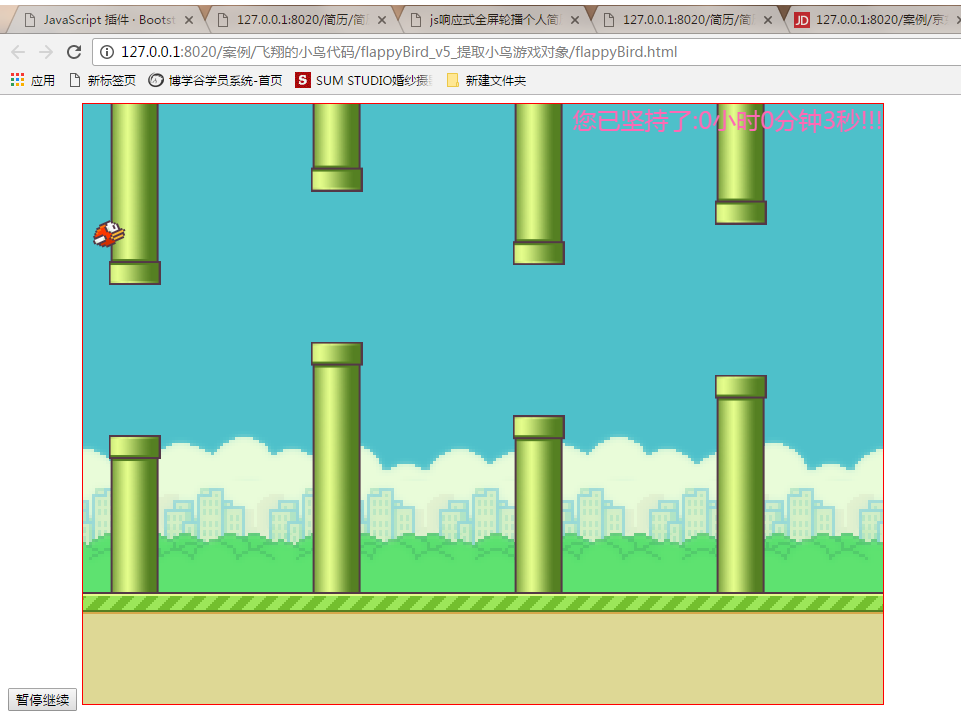 JavaScript 插件 · Bootst
127.0.0.1:8020/简历/简
js响应式全屏轮播个人简
127.0.0.1:8020/简历/简
JD 127.0.0.1:8020/案例/京
127.0.0.1:8020/案例/飞翔的小鸟代码/flappyBird_v5_提取小鸟游戏对象/flappyBird.html
应用 新标签页 博学谷学员系统-首页 S SUM STUDIO婚纱摄 新建文件夹
您已坚持了:0小时0分钟3秒!!!
暂停继续